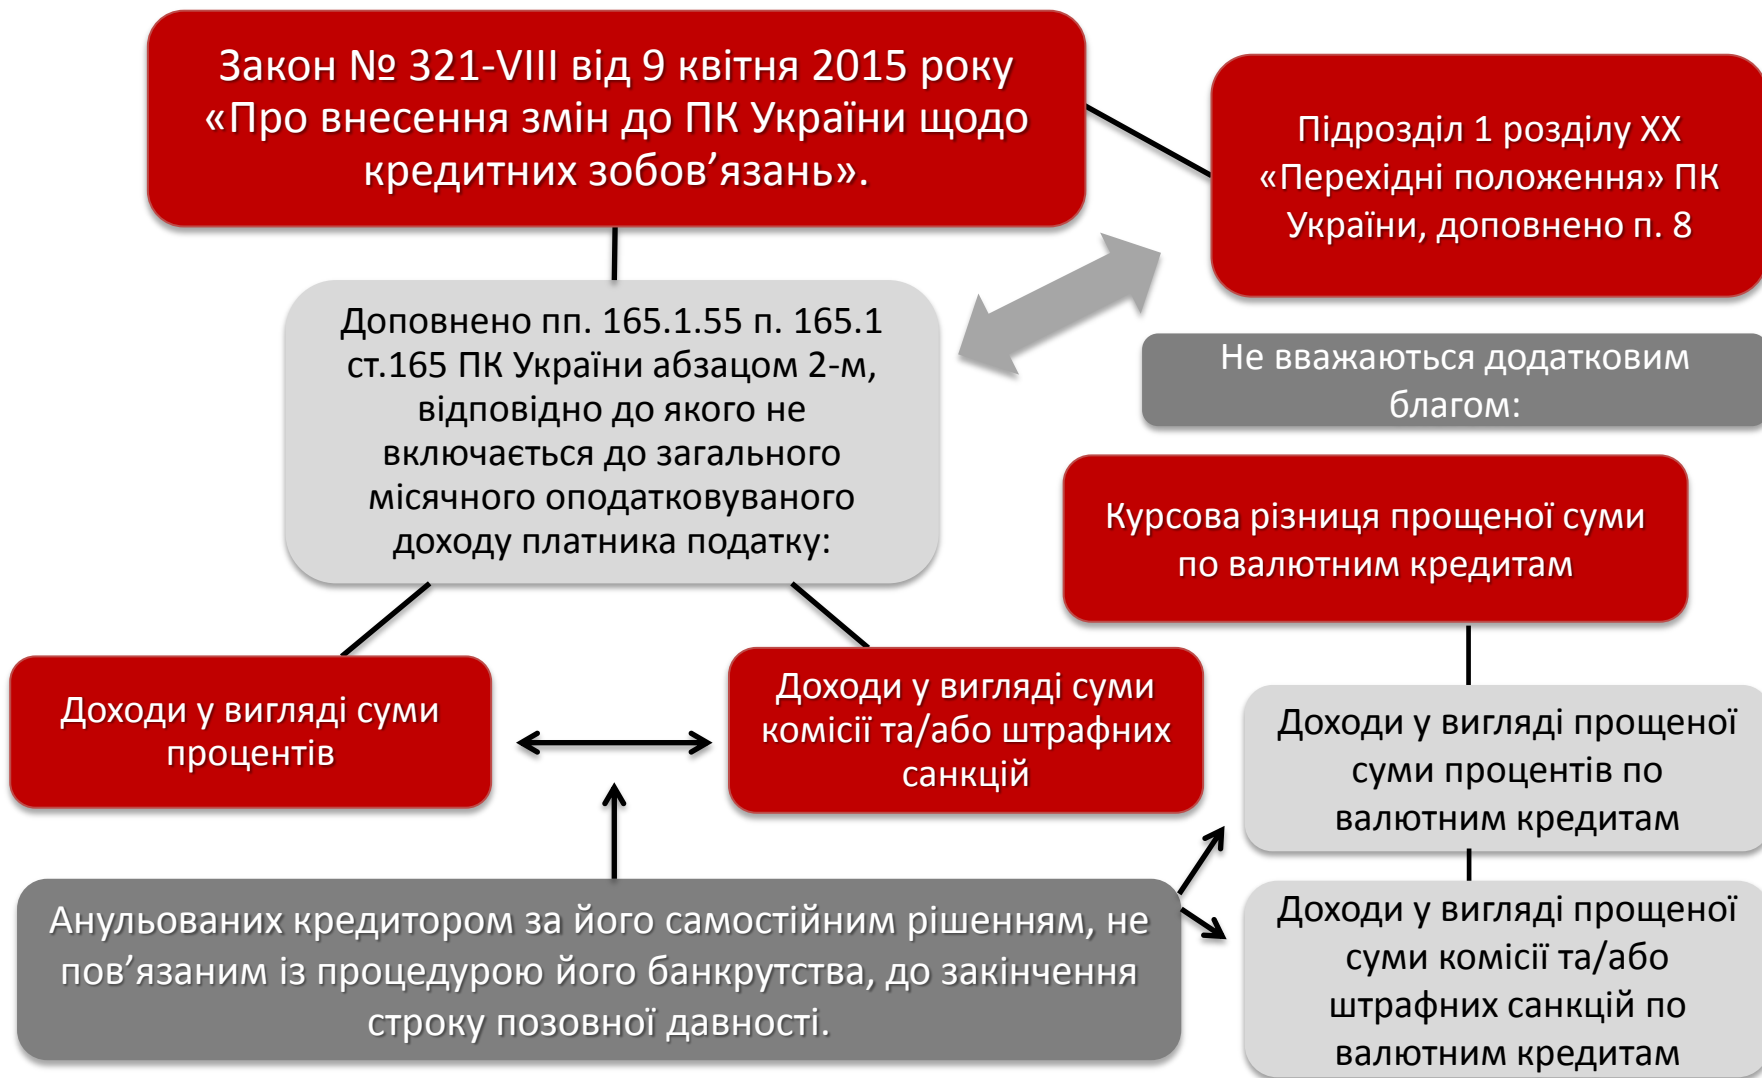 Закон № 321-VIII від 9 квітня 2015 року
«Про внесення змін до ПК України щодо
кредитних зобов’язань».
Підрозділ 1 розділу ХХ
«Перехідні положення» ПК
України, доповнено п. 8
Доповнено пп. 165.1.55 п. 165.1
ст.165 ПК України абзацом 2-м,
відповідно до якого не
включається до загального
місячного оподатковуваного
доходу платника податку:
Не вважаються додатковим
благом:
Курсова різниця прощеної суми
по валютним кредитам
Доходи у вигляді суми
процентів
Доходи у вигляді суми
комісії та/або штрафних
санкцій
Доходи у вигляді прощеної
суми процентів по
валютним кредитам
Анульованих кредитором за його самостійним рішенням, не
пов’язаним із процедурою його банкрутства, до закінчення
строку позовної давності.
Доходи у вигляді прощеної
суми комісії та/або
штрафних санкцій по
валютним кредитам